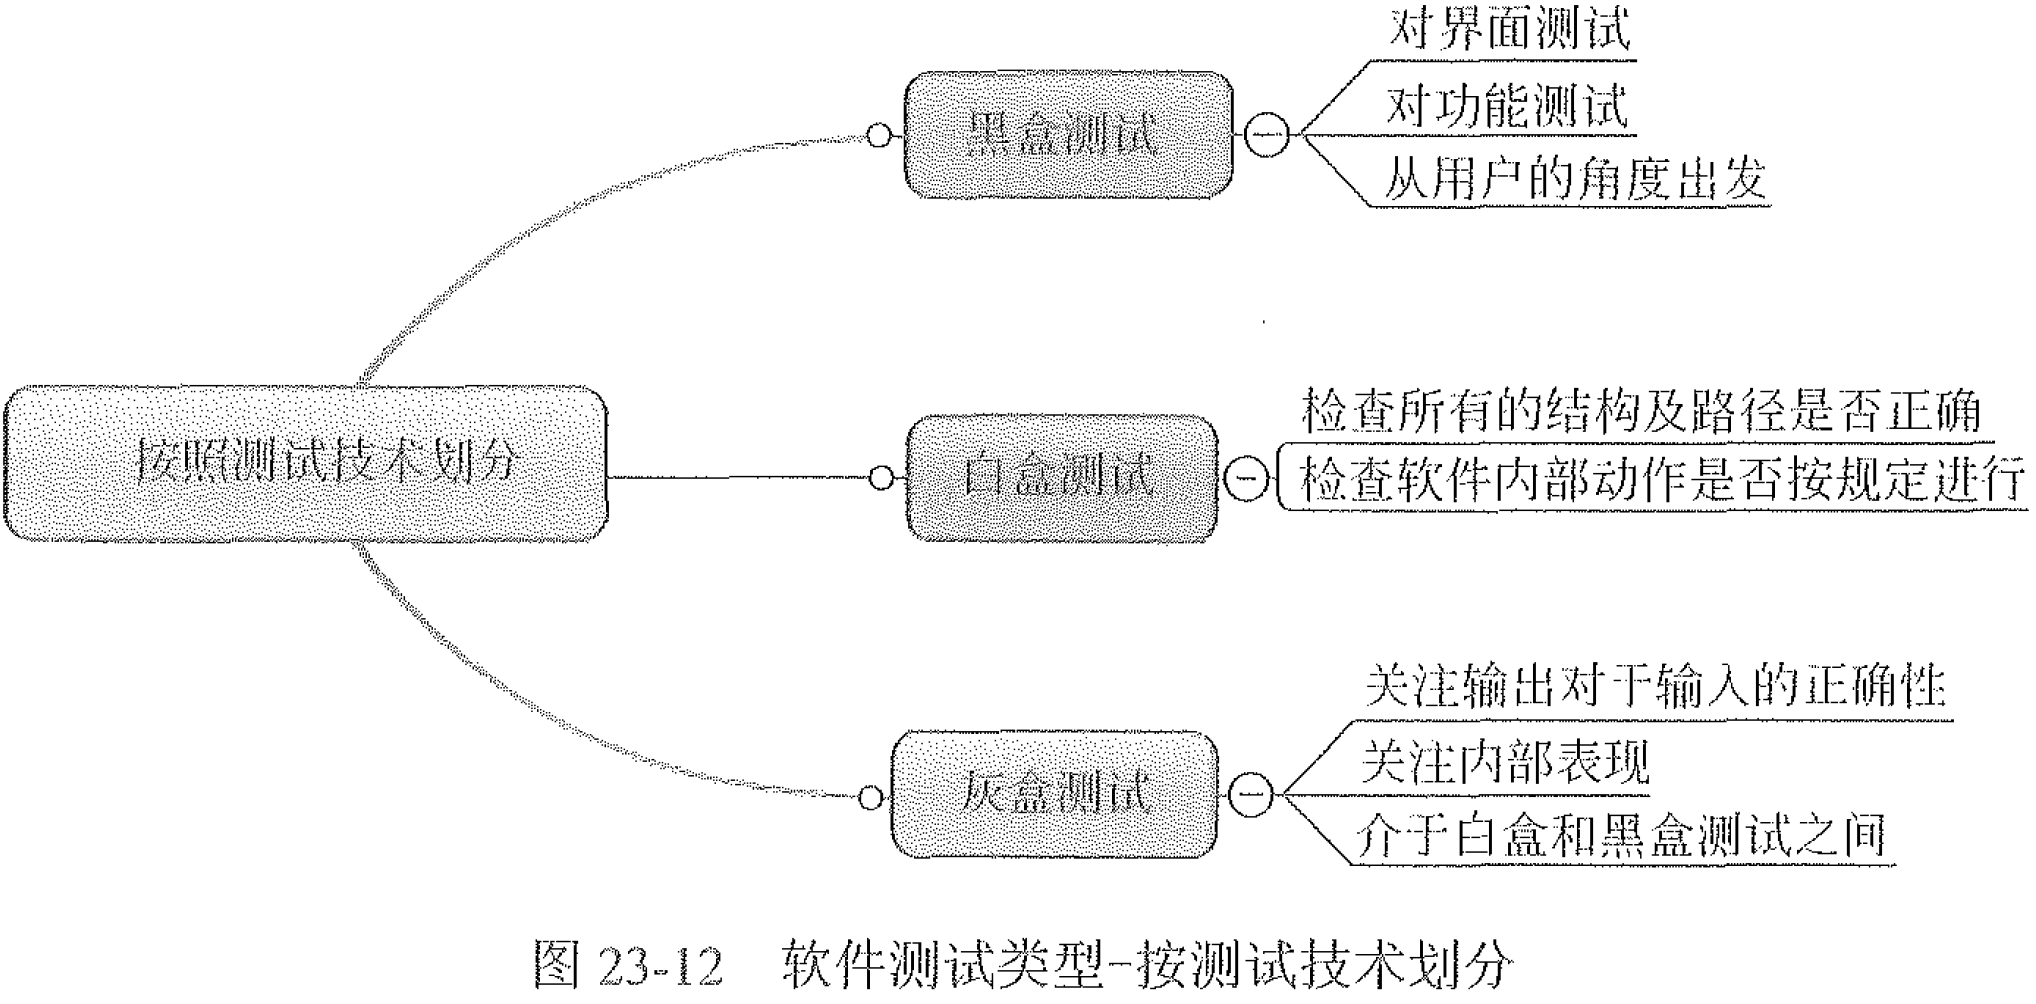 对界面测试
黑盒测试
对功能测试
从用户的角度出发
按照测试技术划分
白盒测试
检查所有的结构及路径是否正确
检查软件内部动作是否按规定进行
灰盒测试
关注输出对于输入的正确性
关注内部表现
介于白盒和黑盒测试之间
图 23-12 软件测试类型-按测试技术划分